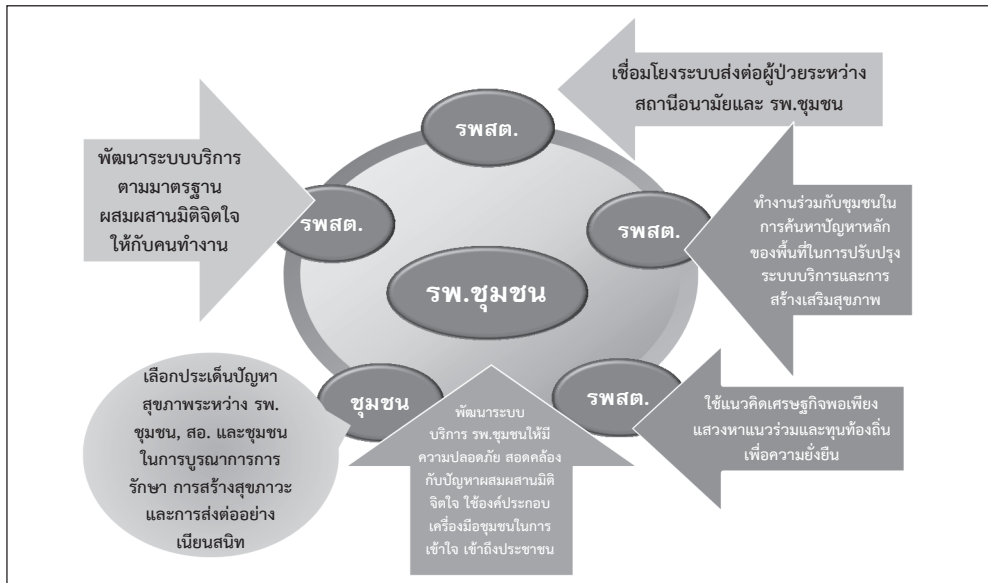 เชื่อมโยงระบบส่งต่อผู้ป่วยระหว่าง
สถานีอนามัยและ รพ.ชุมชน
รพสต.
พัฒนาระบบบริการ
ตามมาตรฐาน
ผสมผสานมิติจิตใจ
ให้กับคนทำงาน
รพสต.
รพสต.
ทำงานร่วมกับชุมชนใน
การค้นหาปัญหาหลัก
ของพื้นที่ในการปรับปรุง
ระบบบริการและการ
สร้างเสริมสุขภาพ
รพ.ชุมชน
เลือกประเด็นปัญหา
สุขภาพระหว่าง รพ.
ชุมชน, สอ. และชุมชน
ในการบูรณาการการ
รักษา การสร้างสุขภาวะ
และการส่งต่ออย่าง
เนียนสนิท
ชุมชน
พัฒนาระบบ
บริการ รพ.ชุมชนให้มี
ความปลอดภัย สอดคล้อง
กับปัญหาผสมผสานมิติ
จิตใจ ใช้องค์ประกอบ
เครื่องมือชุมชนในการ
เข้าใจ เข้าถึงประชาชน
รพสต.
ใช้แนวคิดเศรษฐกิจพอเพียง
แสวงหาแนวร่วมและทุนท้องถิ่น
เพื่อความยั่งยืน